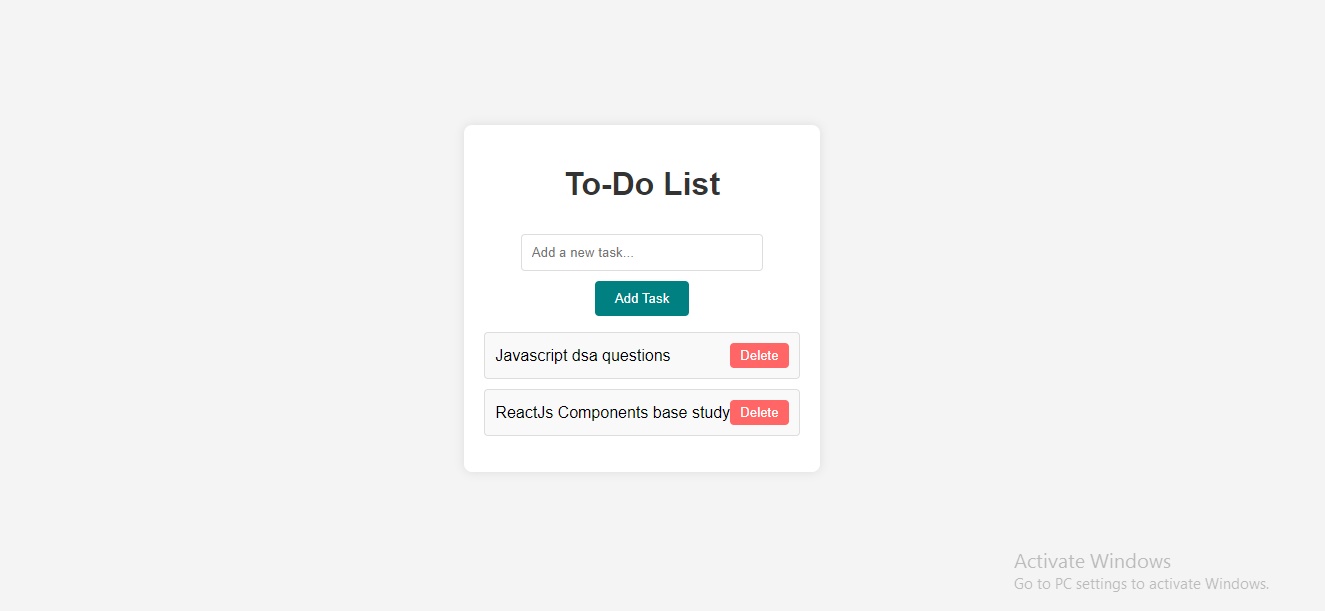 To-Do List
Add a new task...
Add Task
Javascript dsa questions Delete
ReactJs Components base study Delete
Activate Windows
Go to PC settings to activate Windows.